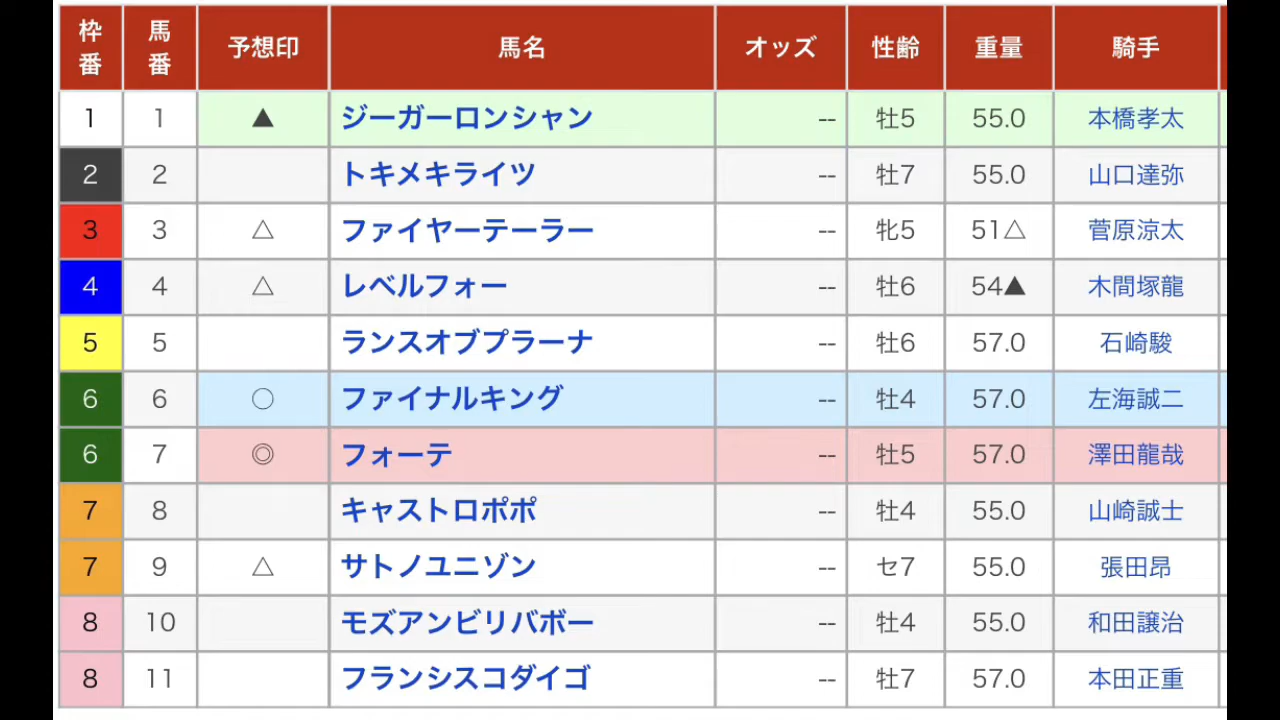 枠番 馬番 予想印 馬名 オッズ 性齢 重量 騎手
1 1 ▲ ジーガーロンシャン -- 牡5 55.0 本橋孝太
2 2 トキメキライツ -- 牡7 55.0 山口達弥
3 3 △ ファイヤーテーラー -- 牝5 51△ 菅原涼太
4 4 △ レベルフォー -- 牡6 54▲ 木間塚龍
5 5 ランスオブプラーナ -- 牡6 57.0 石崎駿
6 6 ○ ファイナルキング -- 牡4 57.0 左海誠二
6 7 ◎ フォーテ -- 牡5 57.0 澤田龍哉
7 8 キャストロポポ -- 牡4 55.0 山崎誠士
7 9 △ サトノユニゾン -- セ7 55.0 張田昂
8 10 モズアンビリバボー -- 牡4 55.0 和田譲治
8 11 フランシスコダイゴ -- 牡7 57.0 本田正重